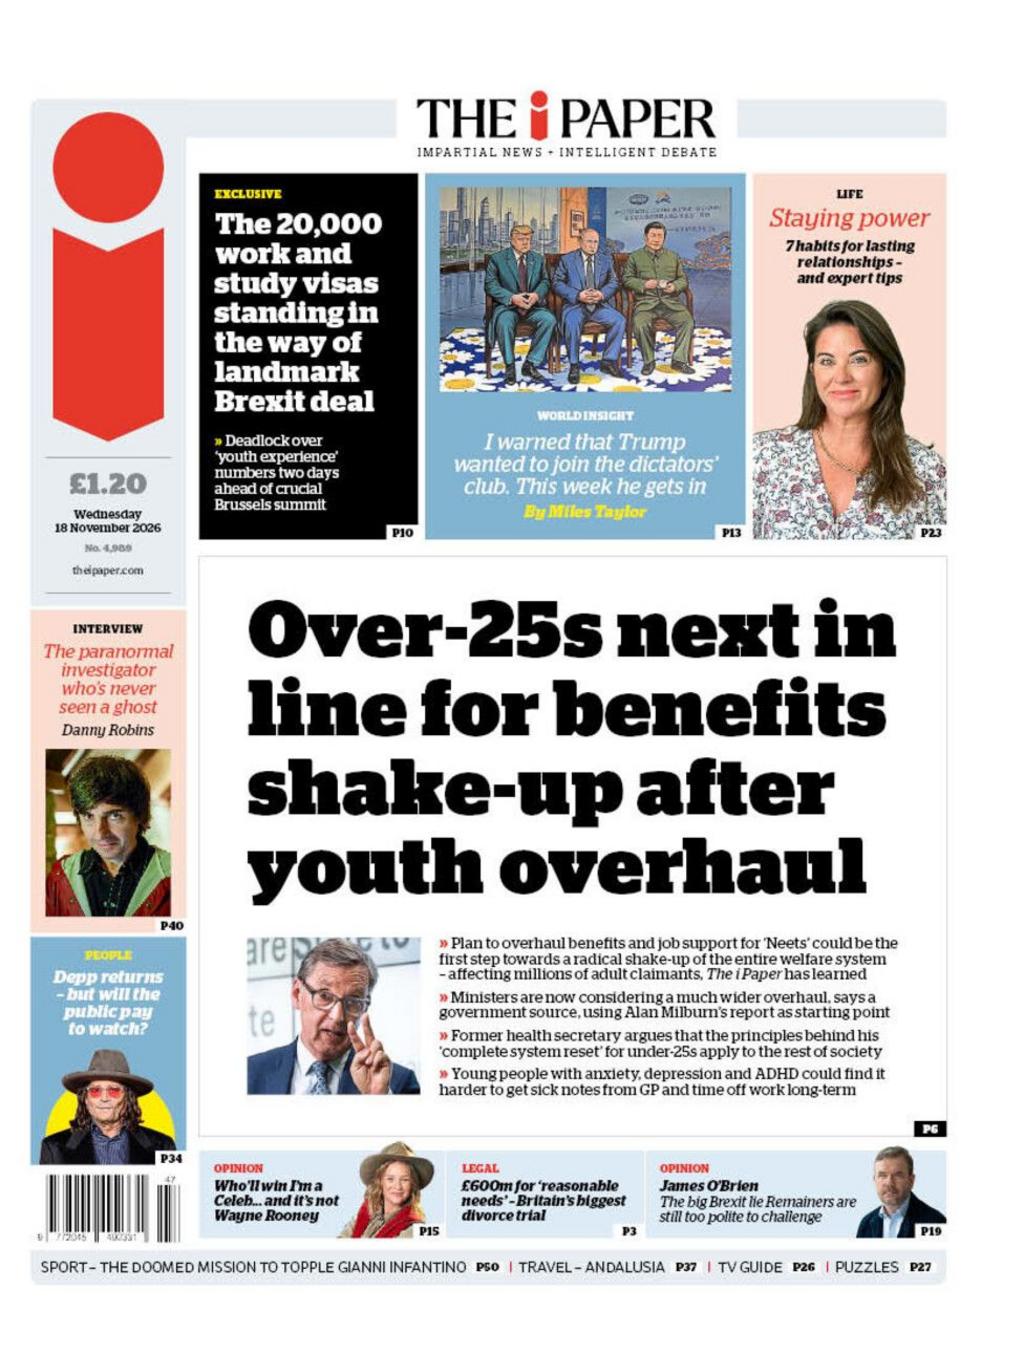 THE i PAPER
IMPARTIAL NEWS + INTELLIGENT DEBATE
£1.20
Wednesday
18 November 2026
No. 4,989
theipaper.com
EXCLUSIVE
The 20,000
work and
study visas
standing in
the way of
landmark
Brexit deal
» Deadlock over
‘youth experience’
numbers two days
ahead of crucial
Brussels summit
P10
WORLD INSIGHT
I warned that Trump
wanted to join the dictators’
club. This week he gets in
By Miles Taylor
P13
LIFE
Staying power
7 habits for lasting
relationships –
and expert tips
P23
INTERVIEW
The paranormal
investigator
who’s never
seen a ghost
Danny Robins
P40
PEOPLE
Depp returns
– but will the
public pay
to watch?
P34
Over-25s next in
line for benefits
shake-up after
youth overhaul
» Plan to overhaul benefits and job support for ‘Neets’ could be the
first step towards a radical shake-up of the entire welfare system
– affecting millions of adult claimants, The i Paper has learned
» Ministers are now considering a much wider overhaul, says a
government source, using Alan Milburn’s report as starting point
» Former health secretary argues that the principles behind his
‘complete system reset’ for under-25s apply to the rest of society
» Young people with anxiety, depression and ADHD could find it
harder to get sick notes from GP and time off work long-term
P6
47
OPINION
Who’ll win I’m a
Celeb... and it’s not
Wayne Rooney
P15
LEGAL
£600m for ‘reasonable
needs’ – Britain’s biggest
divorce trial
P3
OPINION
James O’Brien
The big Brexit lie Remainers are
still too polite to challenge
P19
SPORT – THE DOOMED MISSION TO TOPPLE GIANNI INFANTINO P50 | TRAVEL – ANDALUSIA P37 | TV GUIDE P26 | PUZZLES P27